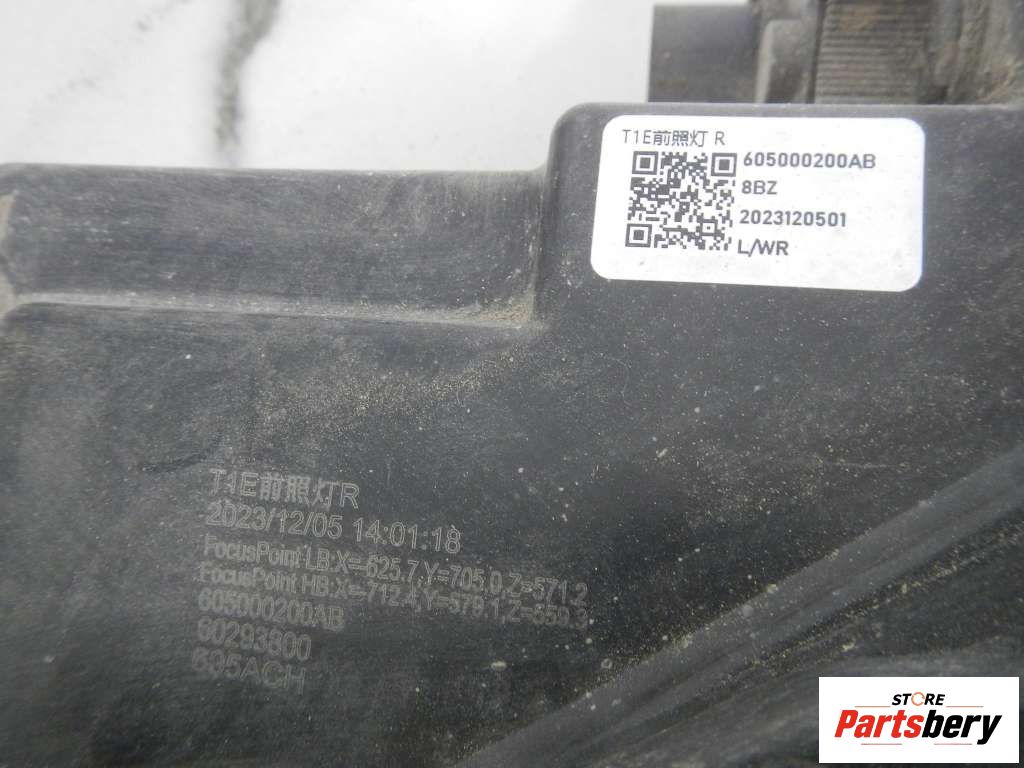 T1E前照灯 R
605000200AB
8BZ
2023120501
L/WR
T1E前照灯R
2023/12/05 14:01:18
FocusPoint LB:X=625.7,Y=705.0,Z=571.2
FocusPoint HB:X=712.4,Y=579.1,Z=859.3
605000200AB
60293800
605ACH
STORE
Partsbery